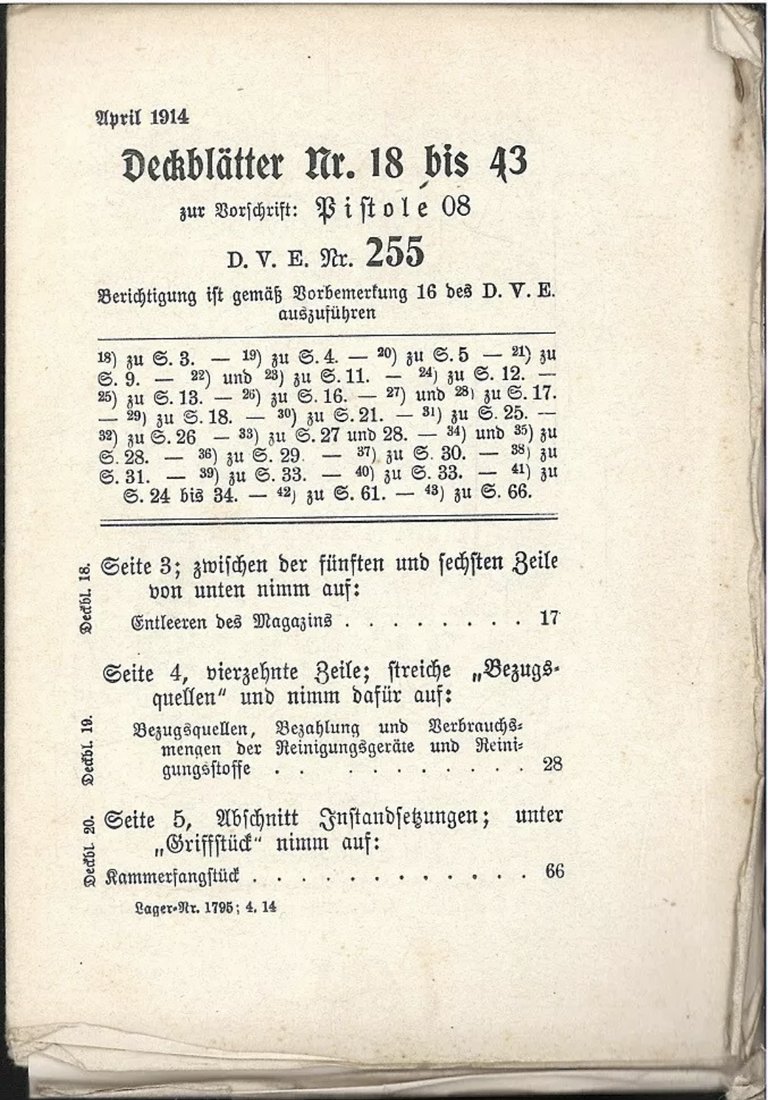 April 1914
Deckblätter Nr. 18 bis 43
zur Vorschrift: Pistole 08
D. V. E. Nr. 255
Berichtigung ist gemäß Vorbemerkung 16 des D. V. E.
auszuführen
18) zu S. 3. — 19) zu S. 4. — 20) zu S. 5 — 21) zu
S. 9. — 22) und 23) zu S. 11. — 24) zu S. 12. —
25) zu S. 13. — 26) zu S. 16. — 27) und 28) zu S. 17.
— 29) zu S. 18. — 30) zu S. 21. — 31) zu S. 25. —
32) zu S. 26 — 33) zu S. 27 und 28. — 34) und 35) zu
S. 28. — 36) zu S. 29 — 37) zu S. 30. — 38) zu
S. 31. — 39) zu S. 33. — 40) zu S. 33. — 41) zu
S. 24 bis 34. — 42) zu S. 61. — 43) zu S. 66.
Deckbl. 18.
Seite 3; zwischen der fünften und sechsten Zeile
von unten nimm auf:
Entleeren des Magazins . . . . . . . . 17
Deckbl. 19.
Seite 4, vierzehnte Zeile; streiche „Bezugs-
quellen" und nimm dafür auf:
Bezugsquellen, Bezahlung und Verbrauchs-
mengen der Reinigungsgeräte und Reini-
gungsstoffe . . . . . . . . . . 28
Deckbl. 20.
Seite 5, Abschnitt Instandsetzungen; unter
„Griffstück" nimm auf:
Kammerfangstück . . . . . . . . . . . . 66
Lager-Nr. 1795; 4. 14